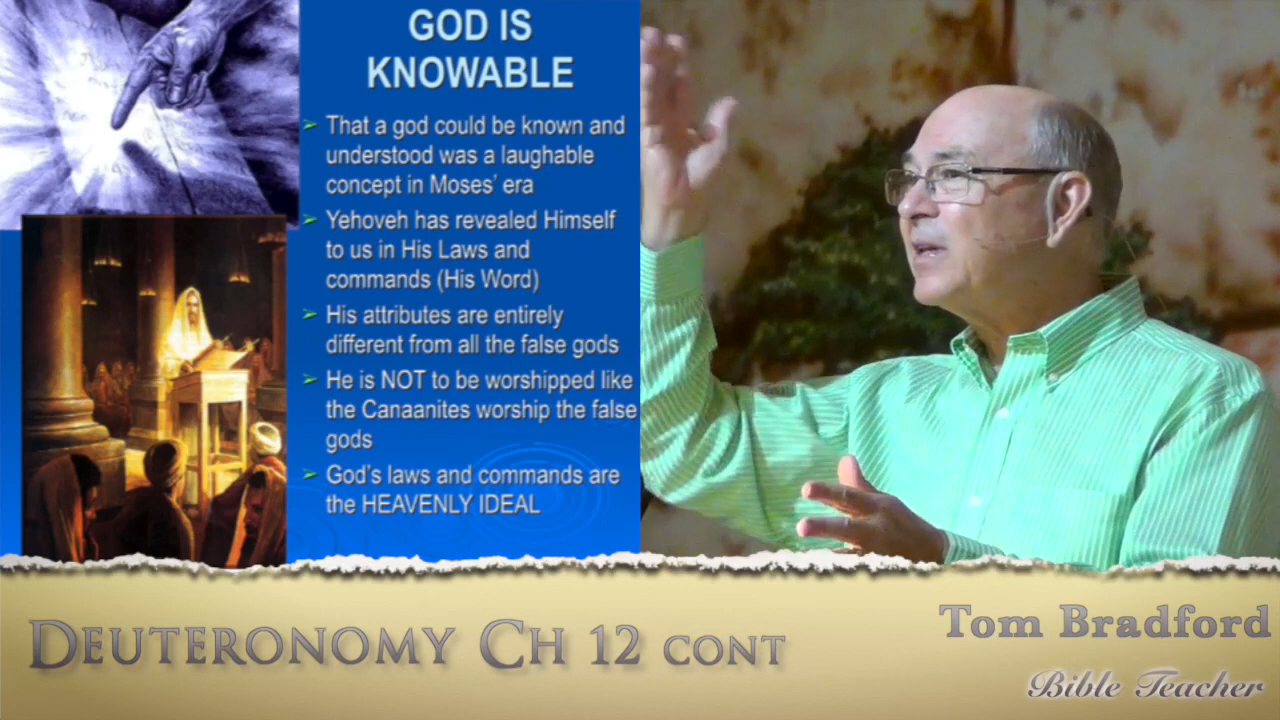 GOD IS
KNOWABLE
➢ That a god could be known and
understood was a laughable
concept in Moses' era
➢ Yehoveh has revealed Himself
to us in His Laws and
commands (His Word)
➢ His attributes are entirely
different from all the false gods
➢ He is NOT to be worshipped like
the Canaanites worship the false
gods
➢ God's laws and commands are
the HEAVENLY IDEAL
DEUTERONOMY CH 12 CONT
Tom Bradford
Bible Teacher